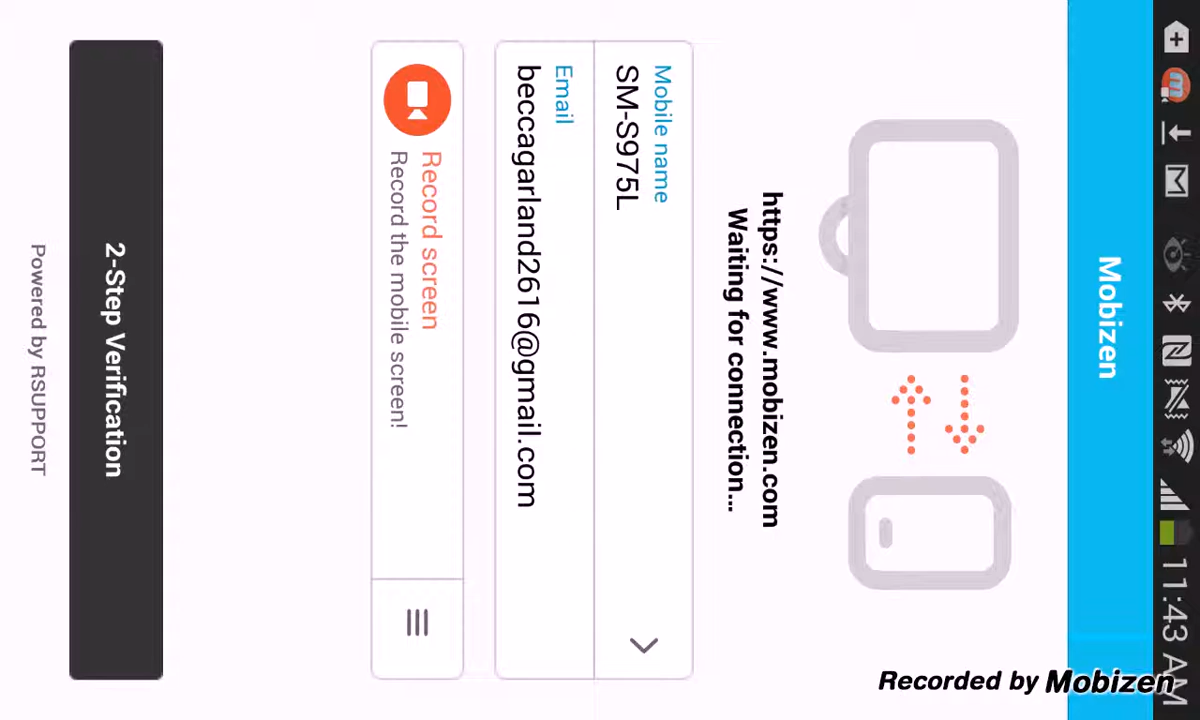 11:43 AM
Mobizen
https://www.mobizen.com
Waiting for connection...
Mobile name
SM-S975L
Email
beccagarland2616@gmail.com
Record screen
Record the mobile screen!
2-Step Verification
Powered by RSUPPORT
Recorded by Mobizen